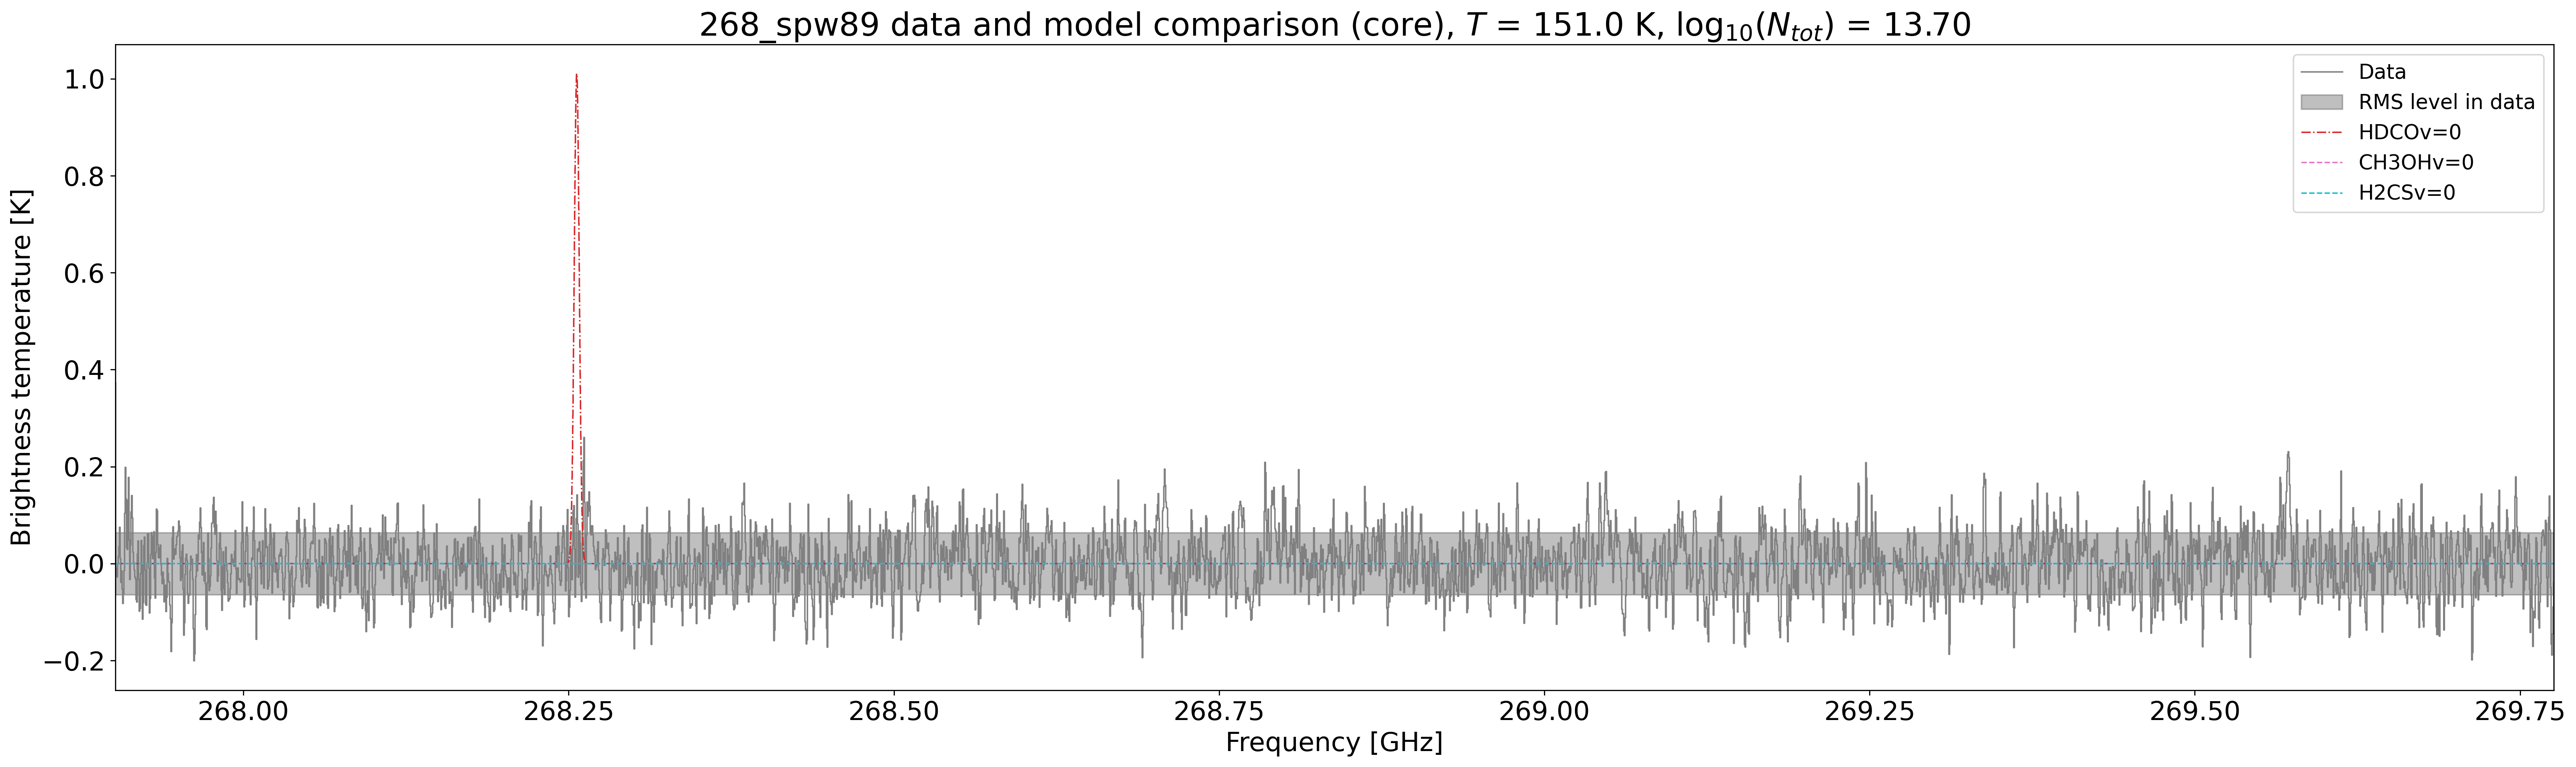 268_spw89 data and model comparison (core), T = 151.0 K, log₁₀(Nₜₒₜ) = 13.70
Brightness temperature [K]
1.0
0.8
0.6
0.4
0.2
0.0
−0.2
Data
RMS level in data
HDCOv=0
CH3OHv=0
H2CSv=0
268.00 268.25 268.50 268.75 269.00 269.25 269.50 269.75
Frequency [GHz]